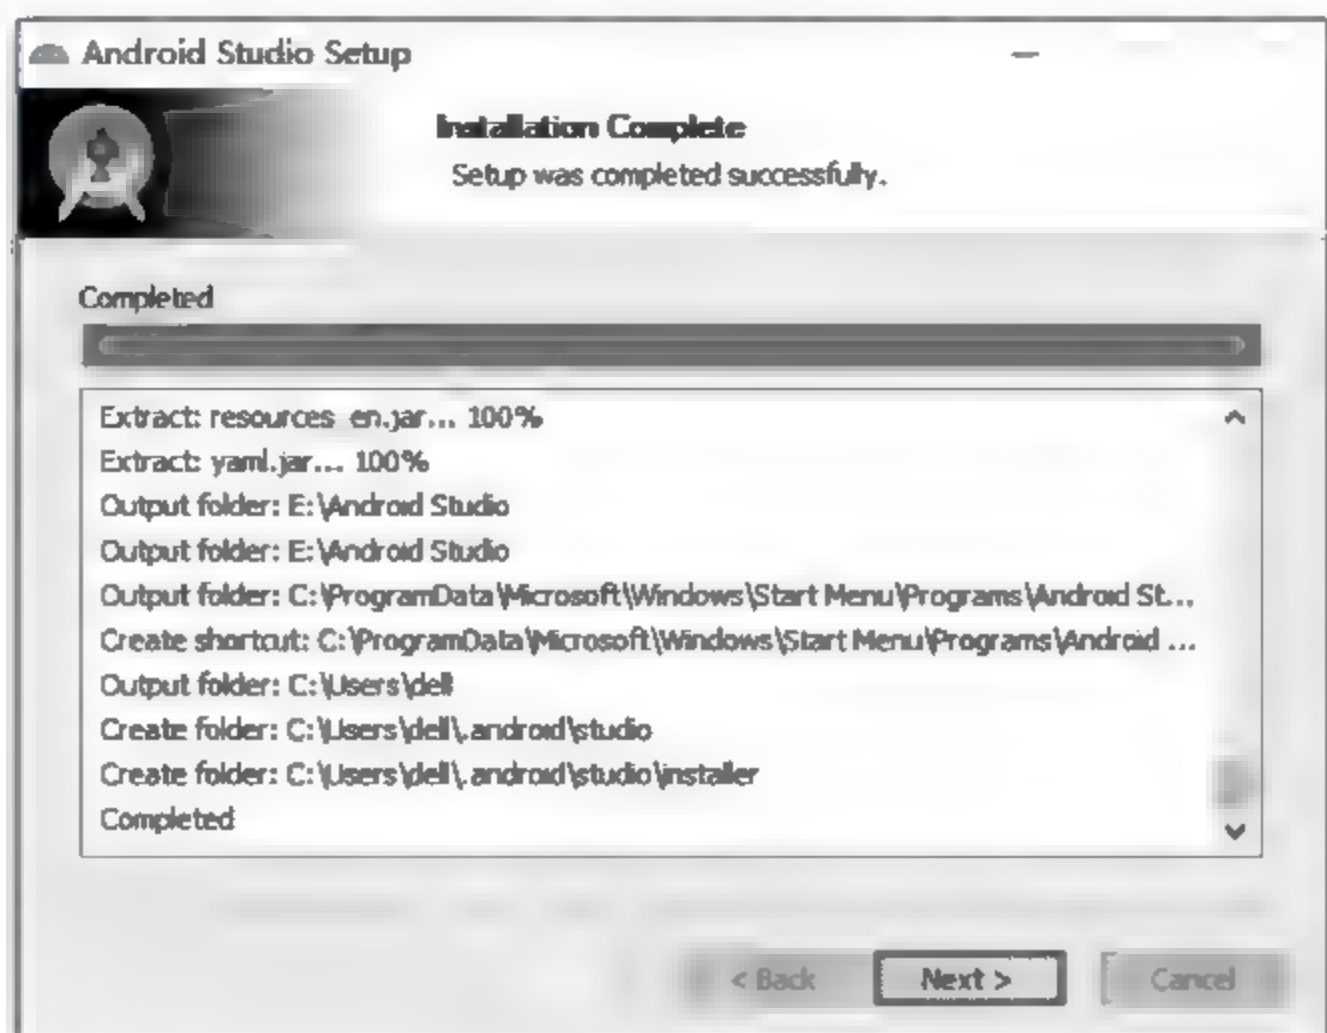 Android Studio Setup
Installation Complete
Setup was completed successfully.
Completed
Extract: resources_en.jar... 100%
Extract: yaml.jar... 100%
Output folder: E:\Android Studio
Output folder: E:\Android Studio
Output folder: C:\ProgramData\Microsoft\Windows\Start Menu\Programs\Android St...
Create shortcut: C:\ProgramData\Microsoft\Windows\Start Menu\Programs\Android ...
Output folder: C:\Users\dell
Create folder: C:\Users\dell\.android\studio
Create folder: C:\Users\dell\.android\studio\installer
Completed
< Back
Next >
Cancel